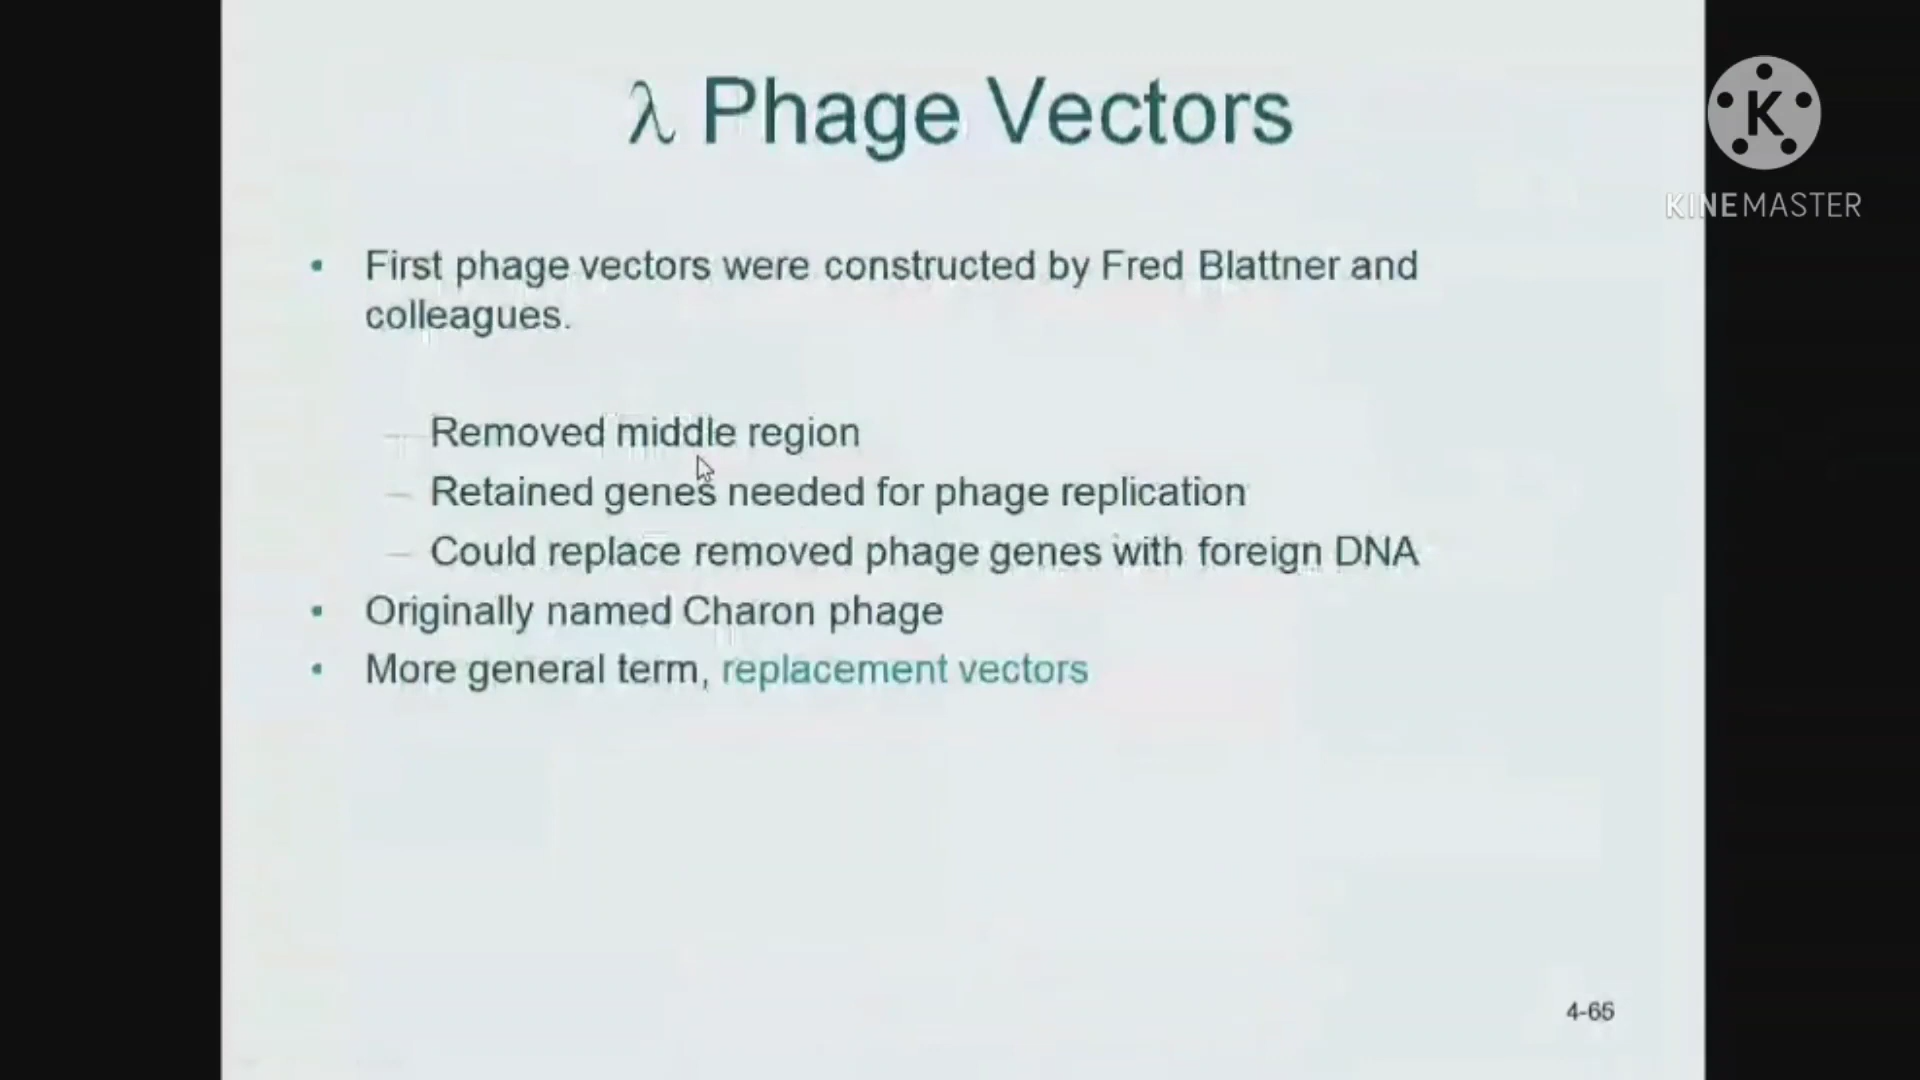 λ Phage Vectors
K
KINEMASTER
• First phage vectors were constructed by Fred Blattner and
colleagues.
– Removed middle region
– Retained genes needed for phage replication
– Could replace removed phage genes with foreign DNA
• Originally named Charon phage
• More general term, replacement vectors
4-65